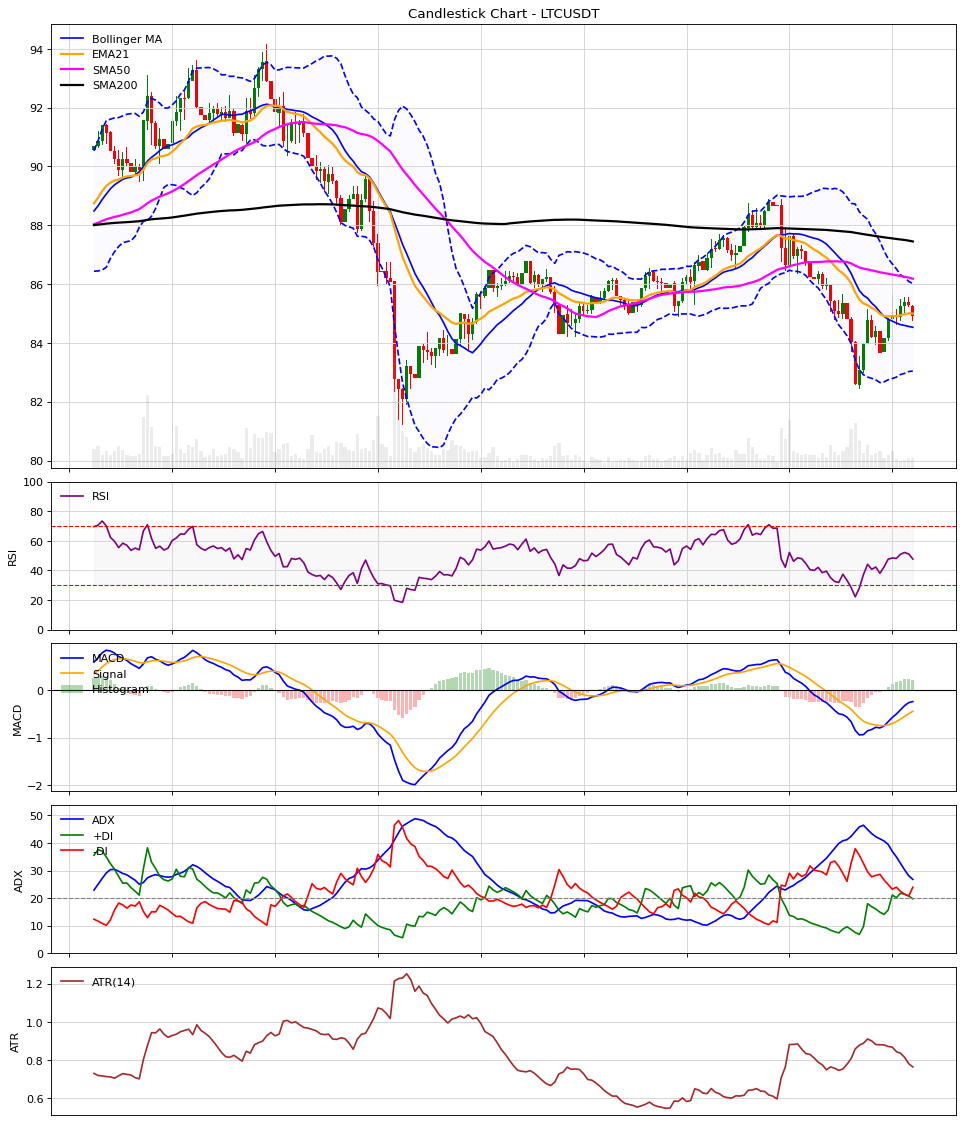 Candlestick Chart - LTCUSDT
Bollinger MA
EMA21
SMA50
SMA200
94
92
90
88
86
84
82
80
RSI
RSI
100
80
60
40
20
0
MACD
Signal
Histogram
MACD
0
−1
−2
ADX
+DI
-DI
ADX
50
40
30
20
10
0
ATR(14)
ATR
1.2
1.0
0.8
0.6